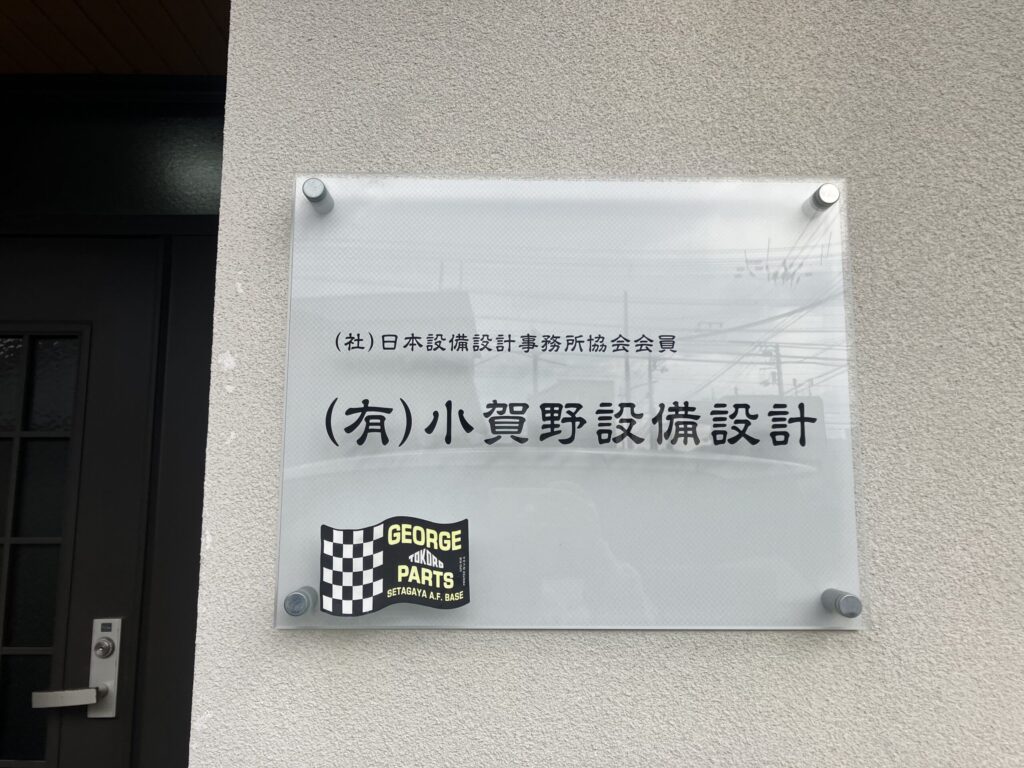 (社)日本設備設計事務所協会会員
(有)小賀野設備設計
GEORGE
TOKORO
PARTS
SETAGAYA A.F. BASE